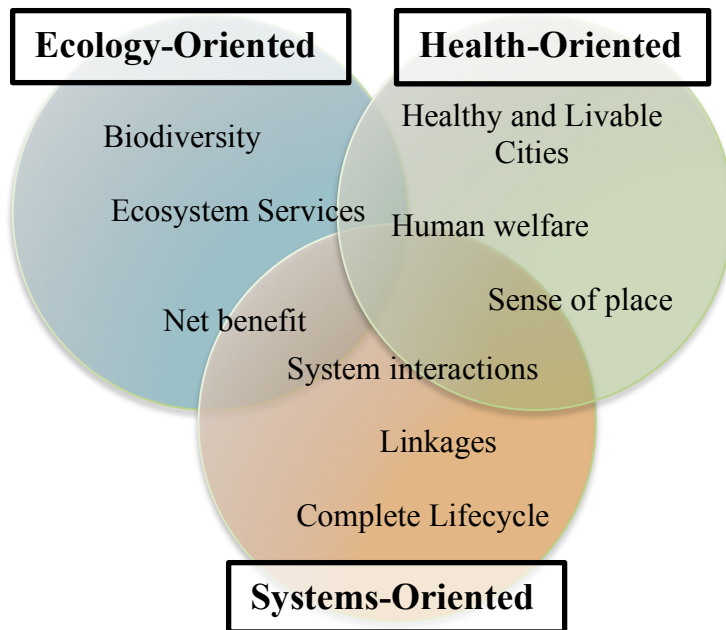 Ecology-Oriented
Health-Oriented
Biodiversity
Healthy and Livable
Cities
Ecosystem Services
Human welfare
Sense of place
Net benefit
System interactions
Linkages
Complete Lifecycle
Systems-Oriented